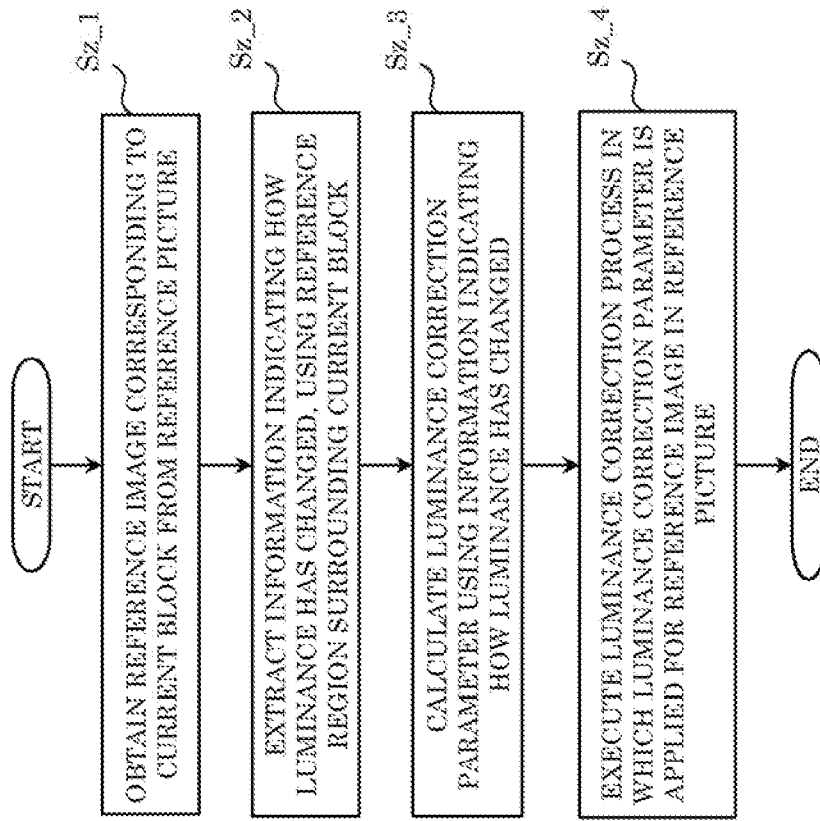 START
OBTAIN REFERENCE IMAGE CORRESPONDING TO
CURRENT BLOCK FROM REFERENCE PICTURE
Sz_1
EXTRACT INFORMATION INDICATING HOW
LUMINANCE HAS CHANGED, USING REFERENCE
REGION SURROUNDING CURRENT BLOCK
Sz_2
CALCULATE LUMINANCE CORRECTION
PARAMETER USING INFORMATION INDICATING
HOW LUMINANCE HAS CHANGED
Sz_3
EXECUTE LUMINANCE CORRECTION PROCESS IN
WHICH LUMINANCE CORRECTION PARAMETER IS
APPLIED FOR REFERENCE IMAGE IN REFERENCE
PICTURE
Sz_4
END